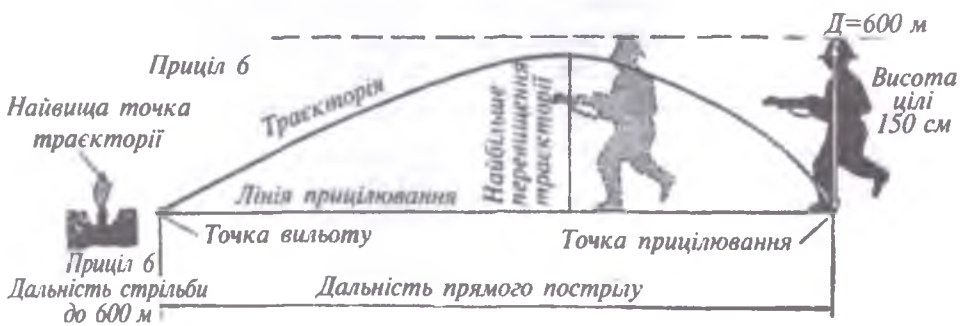 Д=600 м
Приціл 6
Висота
цілі
150 см
Найвища точка
траєкторії
Траєкторія
Найбільше
перевищення
траєкторії
Лінія прицілювання
Точка вильоту
Точка прицілювання
Приціл 6
Дальність стрільби
до 600 м
Дальність прямого пострілу